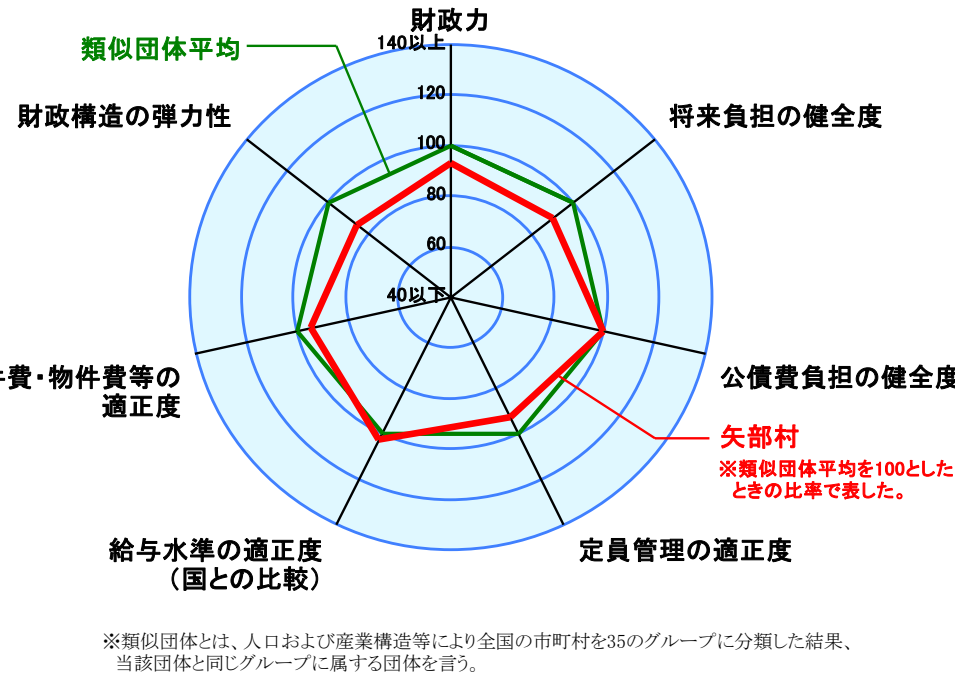 財政力
140以上
類似団体平均
120
財政構造の弾力性
将来負担の健全度
100
80
60
40以下
費・物件費等の
適正度
公債費負担の健全度
矢部村
※類似団体平均を100とした
ときの比率で表した。
給与水準の適正度
（国との比較）
定員管理の適正度
※類似団体とは、人口および産業構造等により全国の市町村を35のグループに分類した結果、
当該団体と同じグループに属する団体を言う。